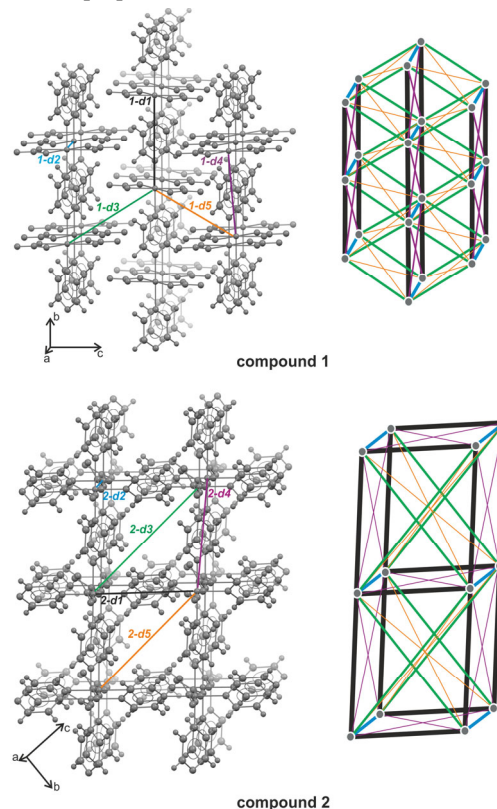 1-d1
1-d2
1-d4
1-d3
1-d5
b
a
c
compound 1
2-d2
2-d4
2-d3
2-d1
2-d5
c
a
b
compound 2